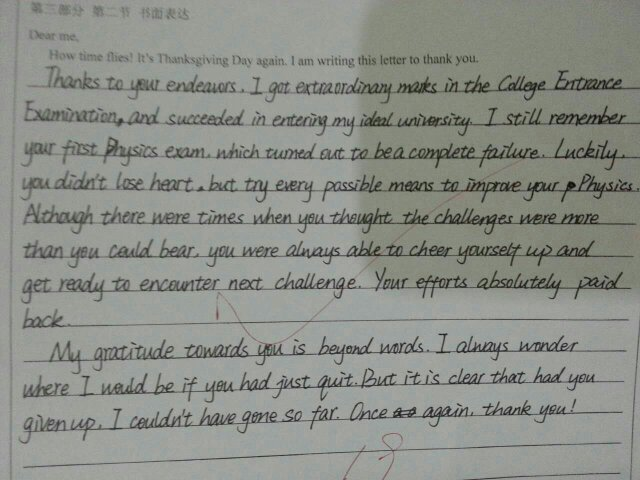 第三部分 第二节 书面表达
Dear me,
How time flies! It's Thanksgiving Day again. I am writing this letter to thank you.
Thanks to your endeavors, I got extraordinary marks in the College Entrance
Examination, and succeeded in entering my ideal university. I still remember
your first Physics exam, which turned out to be a complete failure. Luckily,
you didn't lose heart, but try every possible means to improve your Physics.
Although there were times when you thought the challenges were more
than you could bear, you were always able to cheer yourself up and
get ready to encounter next challenge. Your efforts absolutely paid
back.
My gratitude towards you is beyond words. I always wonder
where I would be if you had just quit. But it is clear that had you
given up, I couldn't have gone so far. Once again, thank you!
18